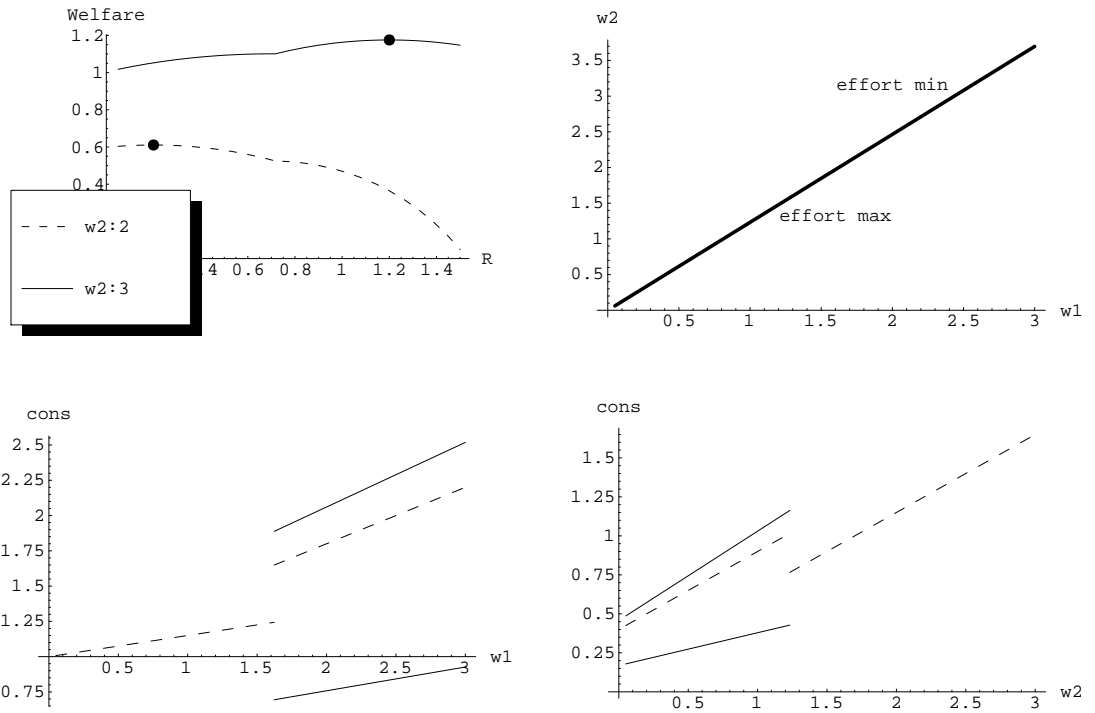 Welfare
1.2
1
0.8
0.6
0.4
w2:2
w2:3
4 0.6 0.8 1 1.2 1.4 R
w2
3.5
3
2.5
2
1.5
1
0.5
effort min
effort max
0.5 1 1.5 2 2.5 3 w1
cons
2.5
2.25
2
1.75
1.5
1.25
0.75
0.5 1 1.5 2 2.5 3 w1
cons
1.5
1.25
1
0.75
0.5
0.25
0.5 1 1.5 2 2.5 3 w2